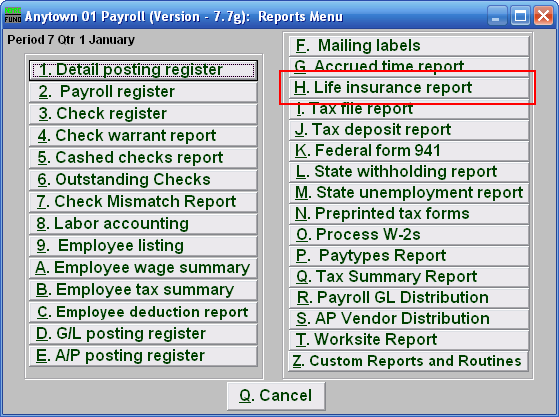 FUND
Anytown 01 Payroll (Version - 7.7g): Reports Menu
Period 7 Qtr 1 January
1. Detail posting register
2. Payroll register
3. Check register
4. Check warrant report
5. Cashed checks report
6. Outstanding Checks
7. Check Mismatch Report
8. Labor accounting
9. Employee listing
A. Employee wage summary
B. Employee tax summary
C. Employee deduction report
D. G/L posting register
E. A/P posting register
F. Mailing labels
G. Accrued time report
H. Life insurance report
I. Tax file report
J. Tax deposit report
K. Federal form 941
L. State withholding report
M. State unemployment report
N. Preprinted tax forms
O. Process W-2s
P. Paytypes Report
Q. Tax Summary Report
R. Payroll GL Distribution
S. AP Vendor Distribution
T. Worksite Report
Z. Custom Reports and Routines
Q. Cancel